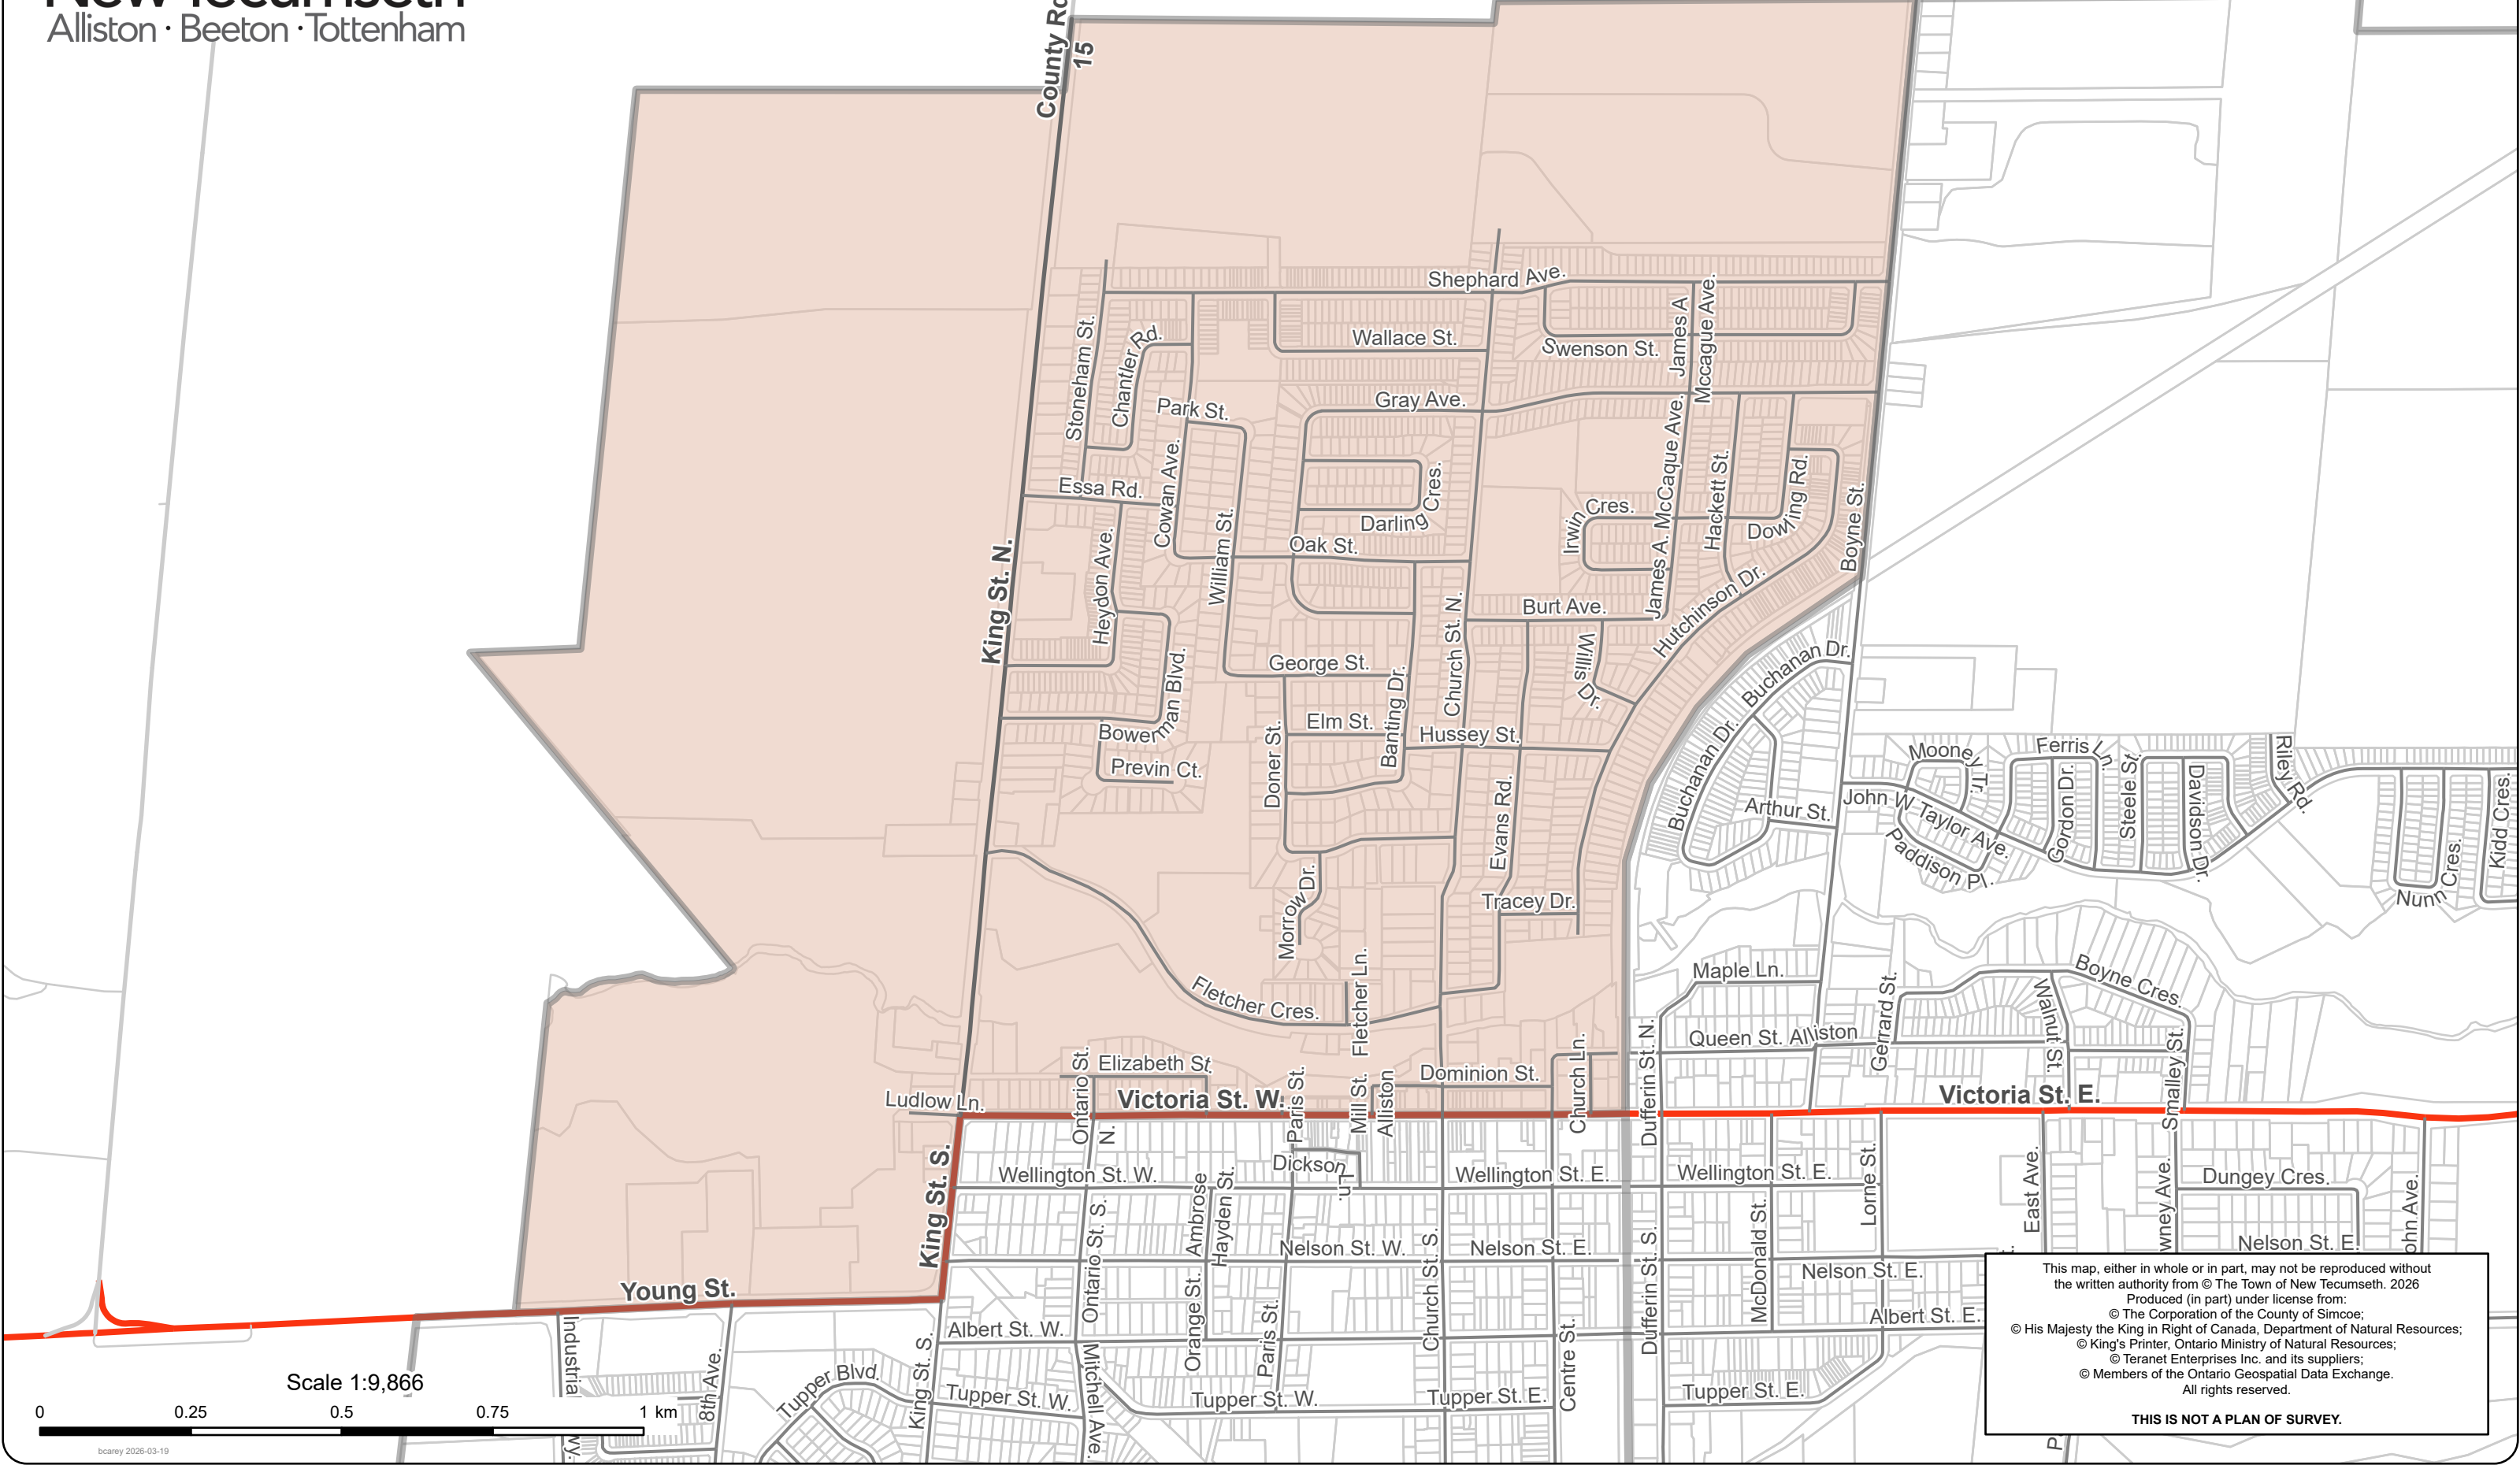 New Tecumseth
Alliston · Beeton · Tottenham
County Rd
15
Shephard Ave.
Wallace St.
Swenson St.
James A
Mccague Ave.
Stoneham St.
Chantler Rd.
Park St.
Gray Ave.
Cowan Ave.
Essa Rd.
Darling Cres.
James A. McCaque Ave.
Hackett St.
Dowling Rd.
Boyne St.
Irwin Cres.
King St. N.
Heydon Ave.
William St.
Oak St.
Burt Ave.
Hutchinson Dr.
Willis Dr.
Church St. N.
George St.
Banting Dr.
Bowerman Blvd.
Elm St.
Hussey St.
Previn Ct.
Doner St.
Evans Rd.
Buchanan Dr.
Buchanan Dr.
Arthur St.
John W Taylor Ave.
Mooney Tr.
Ferris Ln.
Gordon Dr.
Steele St.
Davidson Dr.
Riley Rd.
Paddison Pl.
Nunn Cres.
Kidd Cres.
Morrow Dr.
Tracey Dr.
Fletcher Cres.
Fletcher Ln.
Maple Ln.
Queen St. Alliston
Gerrard St.
Walnut St.
Boyne Cres.
Smalley St.
Dufferin St. N.
Church Ln.
Elizabeth St.
Ontario St.
N.
Dominion St.
Ludlow Ln.
Victoria St. W.
Paris St.
Mill St.
Alliston
Victoria St. E.
King St. S.
Wellington St. W.
Dickson Ln.
Wellington St. E.
Wellington St. E.
Lorne St.
East Ave.
Dungey Cres.
Ambrose
Hayden St.
Ontario St. S.
Nelson St. W.
Nelson St. E.
Nelson St. E.
Nelson St. E.
McDonald St.
wney Ave.
ohn Ave.
Young St.
Church St. S.
Dufferin St. S.
Albert St. W.
Orange St.
Paris St.
Albert St. E.
Centre St.
Industria
wy.
8th Ave.
Tupper Blvd.
King St. S.
Tupper St. W.
Mitchell Ave.
Tupper St. W.
Tupper St. E.
Tupper St. E.
Scale 1:9,866
0 0.25 0.5 0.75 1 km
bcarey 2026-03-19
This map, either in whole or in part, may not be reproduced without
the written authority from © The Town of New Tecumseth. 2026
Produced (in part) under license from:
© The Corporation of the County of Simcoe;
© His Majesty the King in Right of Canada, Department of Natural Resources;
© King's Printer, Ontario Ministry of Natural Resources;
© Teranet Enterprises Inc. and its suppliers;
© Members of the Ontario Geospatial Data Exchange.
All rights reserved.
THIS IS NOT A PLAN OF SURVEY.